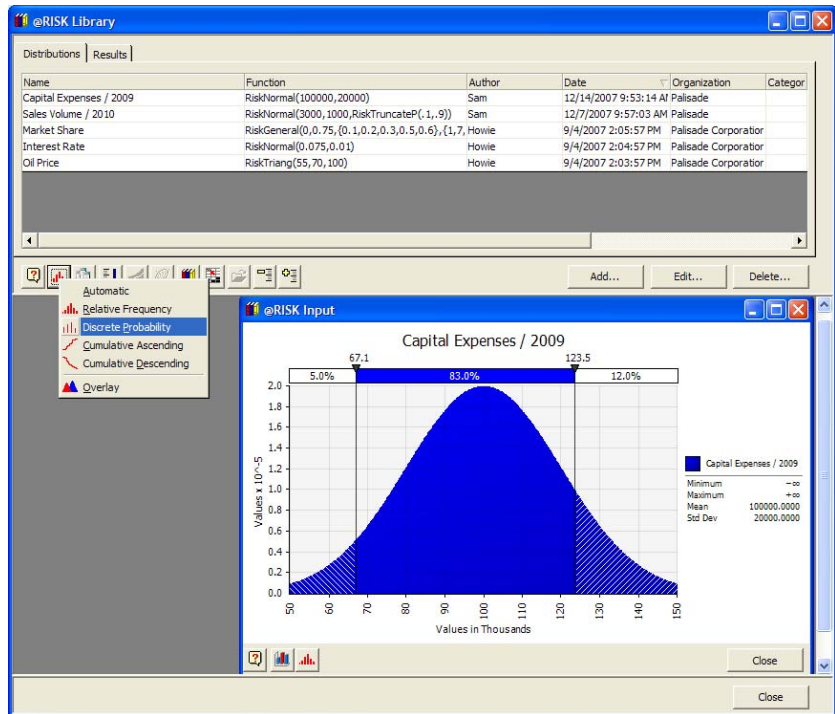 @RISK Library
Distributions Results
Name Function Author Date Organization Categor
Capital Expenses / 2009 RiskNormal(100000,20000) Sam 12/14/2007 9:53:14 AM Palisade
Sales Volume / 2010 RiskNormal(3000,1000,RiskTruncateP(.1,.9)) Sam 12/7/2007 9:57:03 AM Palisade
Market Share RiskGeneral(0,0.75,{0.1,0.2,0.3,0.5,0.6},{1,7, Howie 9/4/2007 2:05:57 PM Palisade Corporatior
Interest Rate RiskNormal(0.075,0.01) Howie 9/4/2007 2:04:57 PM Palisade Corporatior
Oil Price RiskTriang(55,70,100) Howie 9/4/2007 2:03:57 PM Palisade Corporatior
Add... Edit... Delete...
Automatic
Relative Frequency
Discrete Probability
Cumulative Ascending
Cumulative Descending
Overlay
@RISK Input
Capital Expenses / 2009
67.1 123.5
5.0% 83.0% 12.0%
2.0
1.8
1.6
1.4
1.2
1.0
0.8
0.6
0.4
0.2
0.0
Values x 10^-5
50 60 70 80 90 100 110 120 130 140 150
Values in Thousands
Capital Expenses / 2009
Minimum -∞
Maximum +∞
Mean 100000.0000
Std Dev 20000.0000
Close
Close